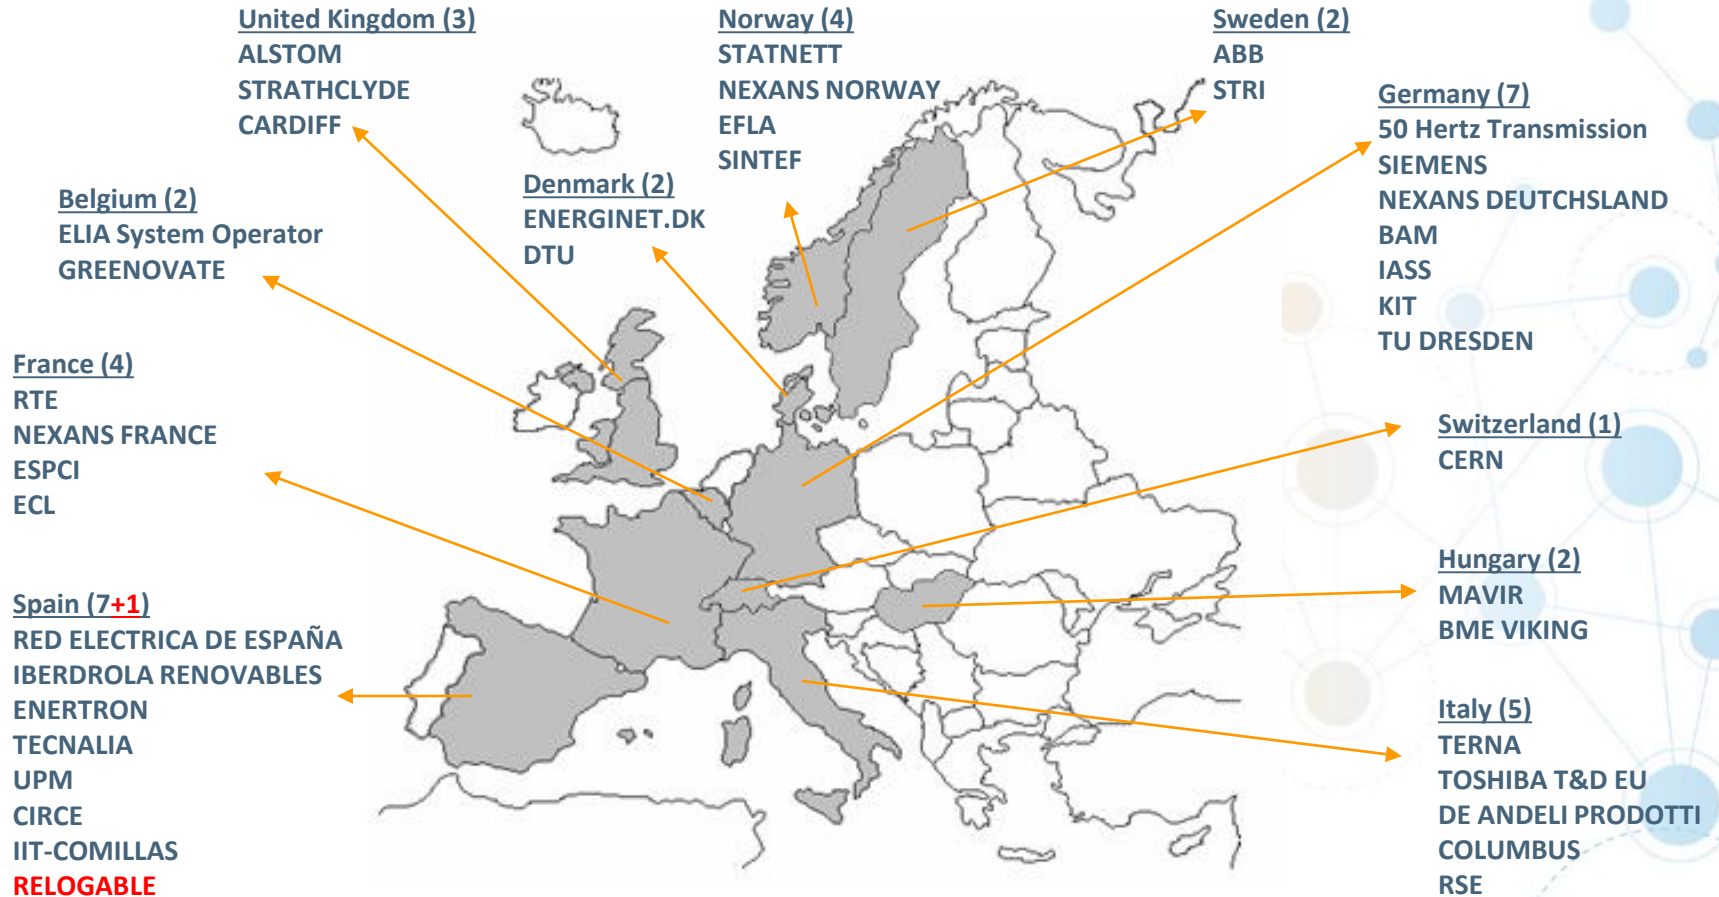 United Kingdom (3)
ALSTOM
STRATHCLYDE
CARDIFF
Norway (4)
STATNETT
NEXANS NORWAY
EFLA
SINTEF
Sweden (2)
ABB
STRI
Germany (7)
50 Hertz Transmission
SIEMENS
NEXANS DEUTCHSLAND
BAM
IASS
KIT
TU DRESDEN
Belgium (2)
ELIA System Operator
GREENOVATE
Denmark (2)
ENERGINET.DK
DTU
France (4)
RTE
NEXANS FRANCE
ESPCI
ECL
Switzerland (1)
CERN
Hungary (2)
MAVIR
BME VIKING
Spain (7+1)
RED ELECTRICA DE ESPAÑA
IBERDROLA RENOVABLES
ENERTRON
TECNALIA
UPM
CIRCE
IIT-COMILLAS
RELOGABLE
Italy (5)
TERNA
TOSHIBA T&D EU
DE ANDELI PRODOTTI
COLUMBUS
RSE